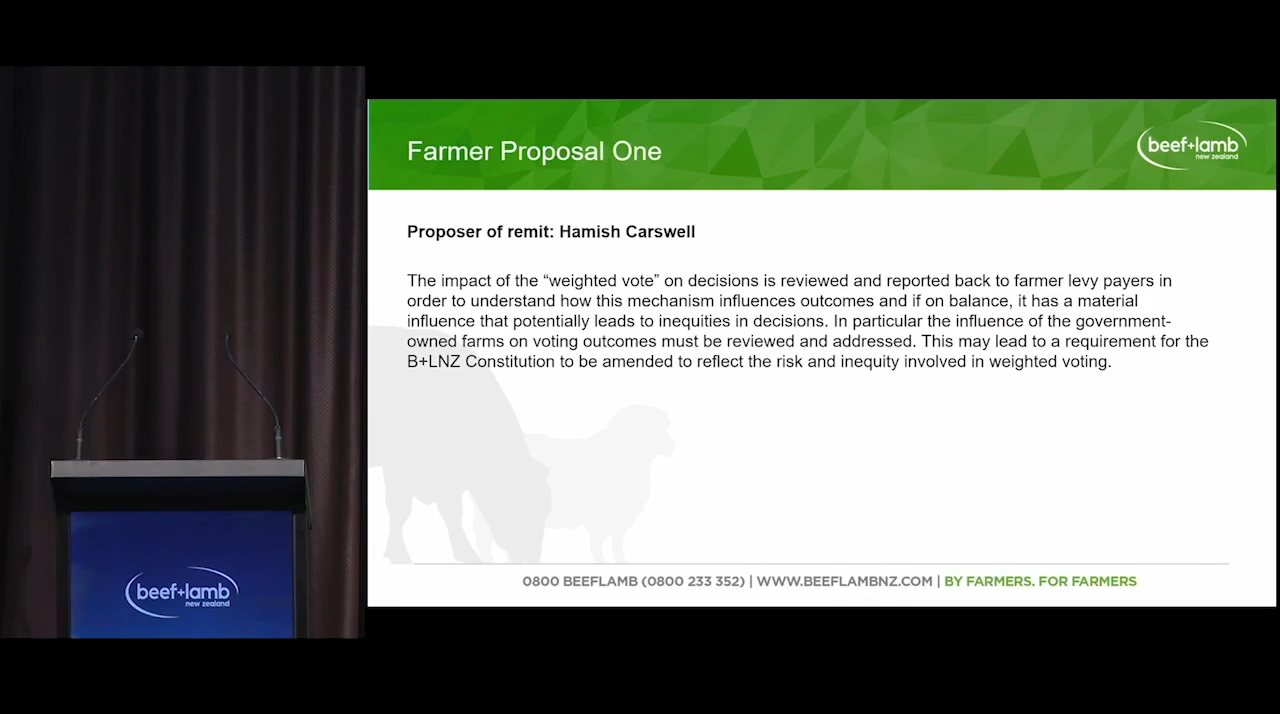 Farmer Proposal One
beef+lamb
new zealand
Proposer of remit: Hamish Carswell
The impact of the “weighted vote” on decisions is reviewed and reported back to farmer levy payers in
order to understand how this mechanism influences outcomes and if on balance, it has a material
influence that potentially leads to inequities in decisions. In particular the influence of the government-
owned farms on voting outcomes must be reviewed and addressed. This may lead to a requirement for the
B+LNZ Constitution to be amended to reflect the risk and inequity involved in weighted voting.
0800 BEEFLAMB (0800 233 352) | WWW.BEEFLAMBNZ.COM | BY FARMERS. FOR FARMERS
beef+lamb
new zealand